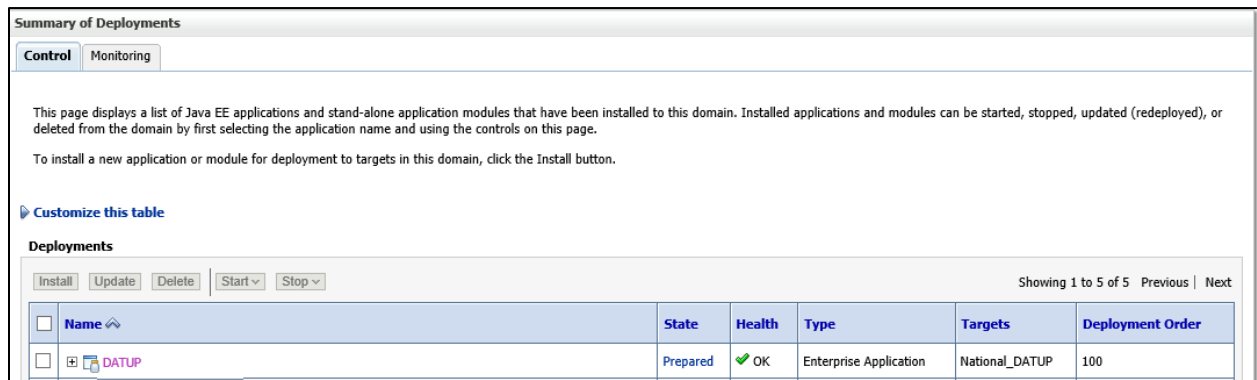 Summary of Deployments
Control Monitoring
This page displays a list of Java EE applications and stand-alone application modules that have been installed to this domain. Installed applications and modules can be started, stopped, updated (redeployed), or
deleted from the domain by first selecting the application name and using the controls on this page.
To install a new application or module for deployment to targets in this domain, click the Install button.
Customize this table
Deployments
Install Update Delete Start Stop Showing 1 to 5 of 5 Previous | Next
Name State Health Type Targets Deployment Order
DATUP Prepared OK Enterprise Application National_DATUP 100